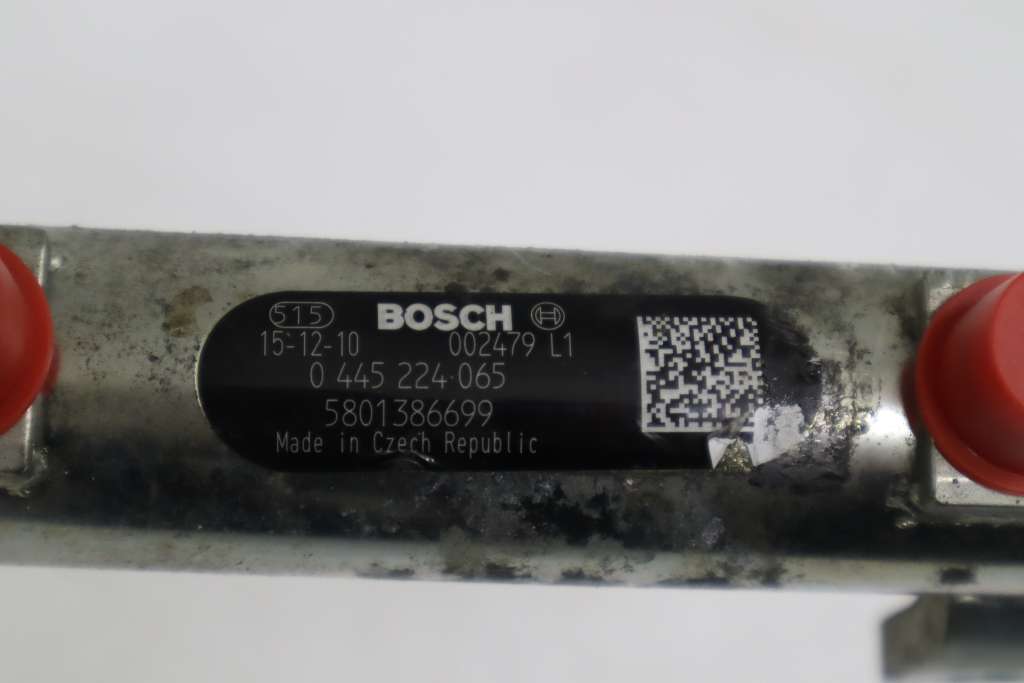 515 BOSCH
15-12-10 002479 L1
0 445 224 065
5801386699
Made in Czech Republic